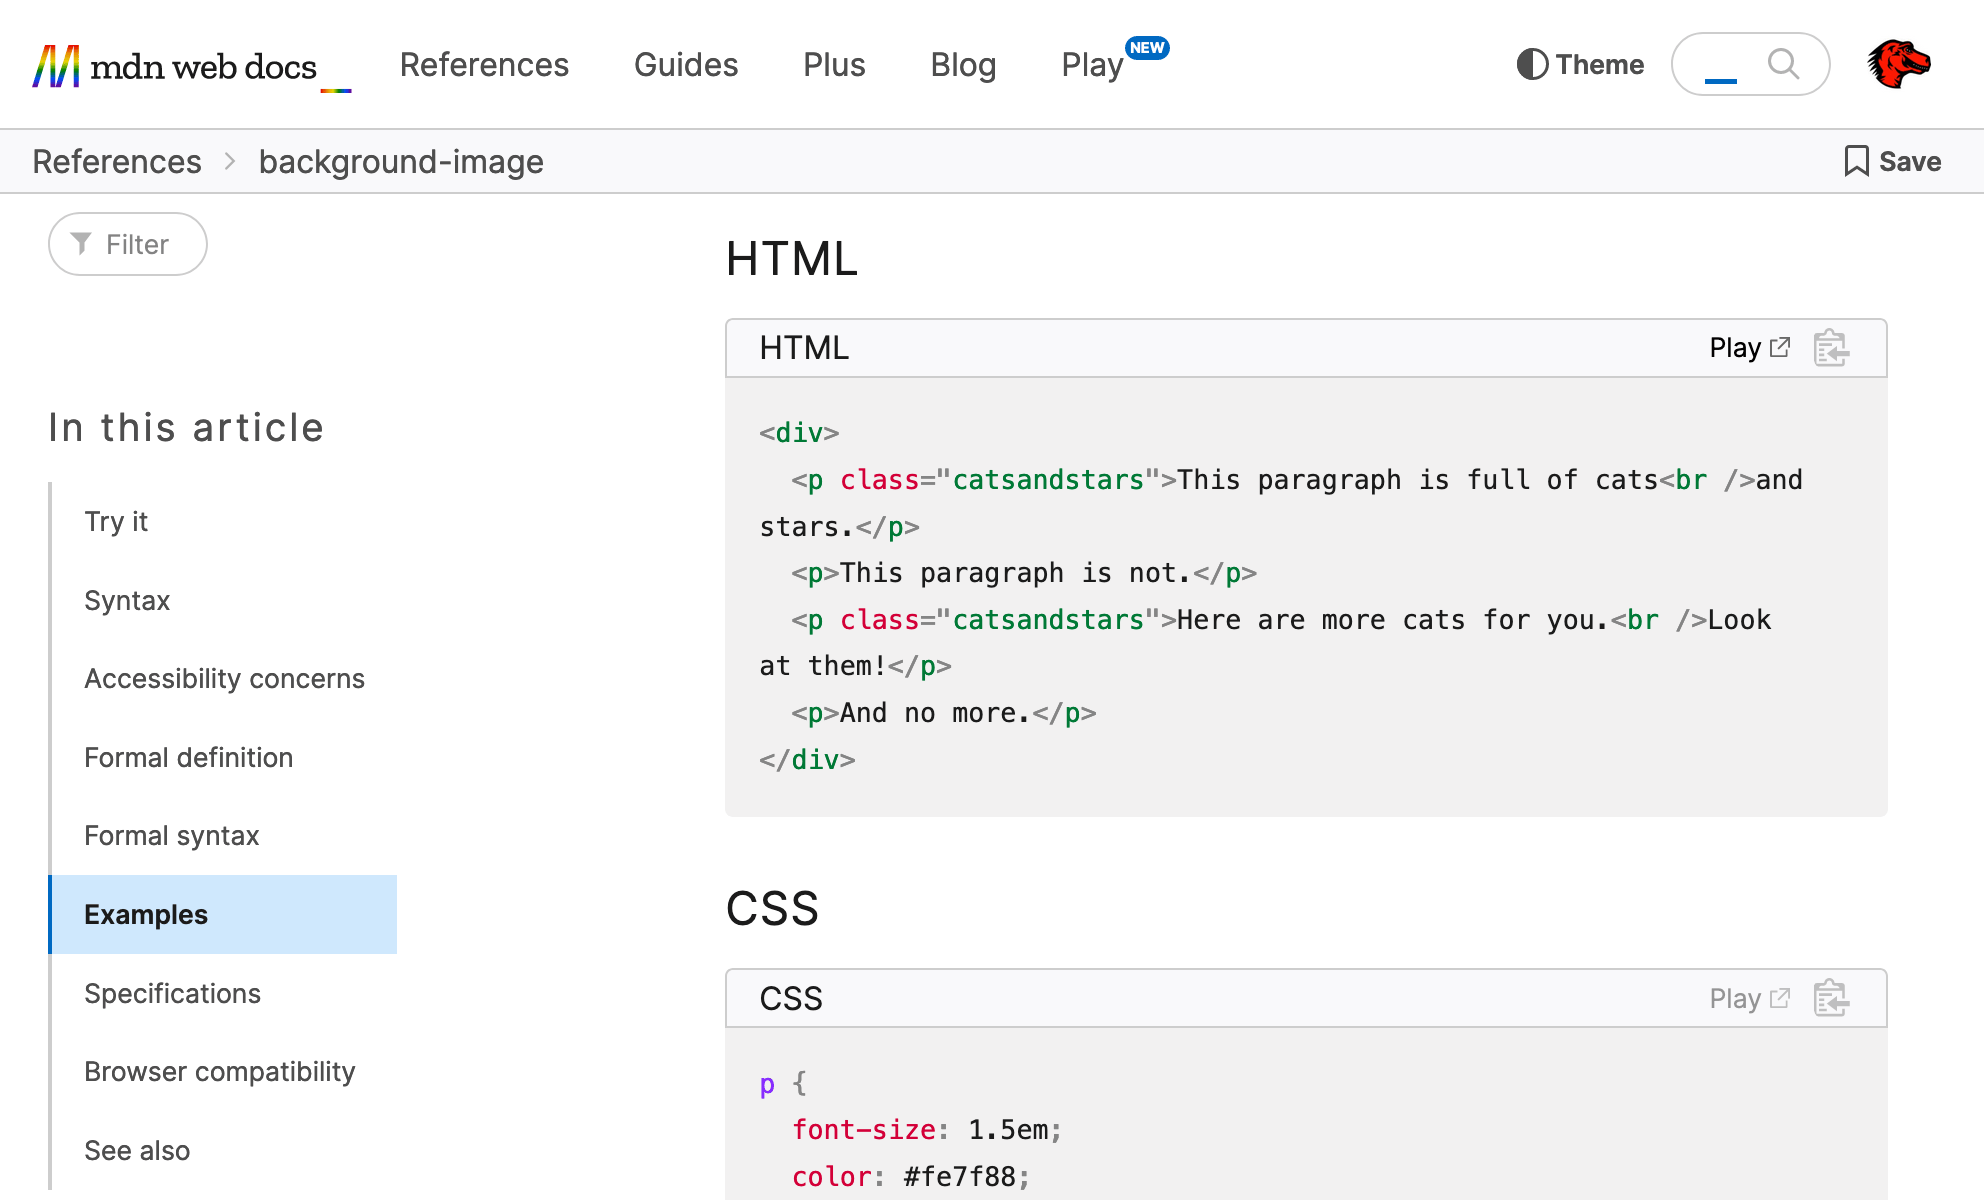 mdn web docs
References
Guides
Plus
Blog
Play
NEW
Theme
References
background-image
Save
Filter
In this article
Try it
Syntax
Accessibility concerns
Formal definition
Formal syntax
Examples
Specifications
Browser compatibility
See also
HTML
HTML
Play
<div>
  <p class="catsandstars">This paragraph is full of cats<br />and
stars.</p>
  <p>This paragraph is not.</p>
  <p class="catsandstars">Here are more cats for you.<br />Look
at them!</p>
  <p>And no more.</p>
</div>
CSS
CSS
Play
p {
  font-size: 1.5em;
  color: #fe7f88;